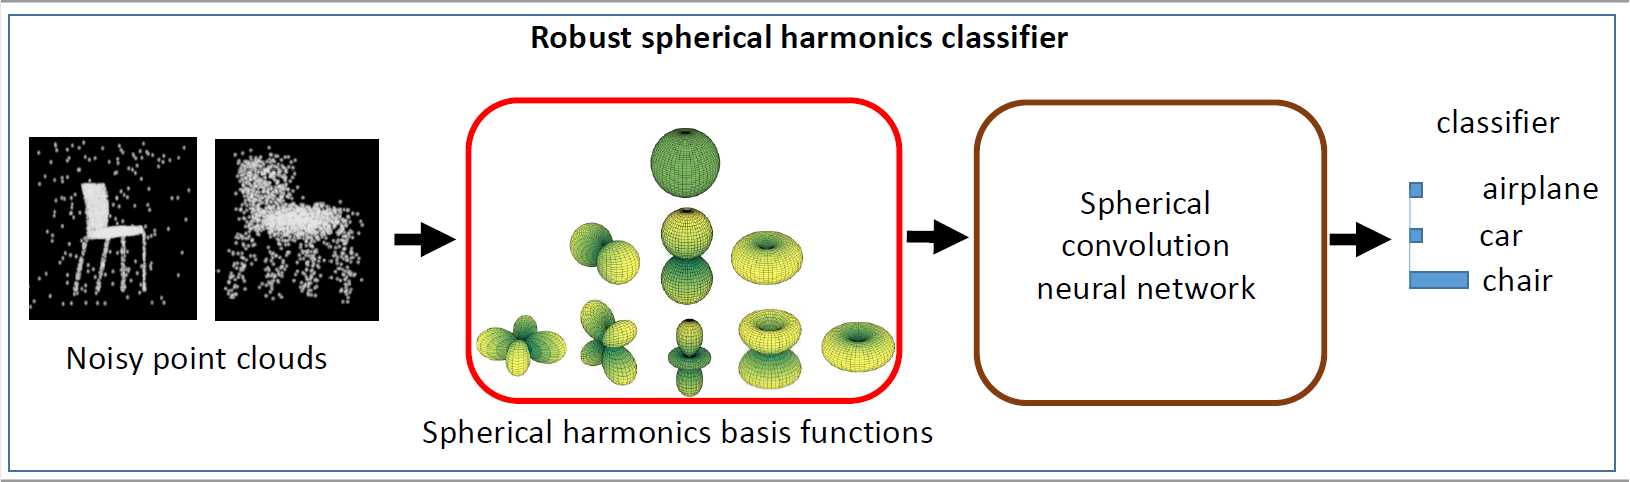 Robust spherical harmonics classifier
Noisy point clouds
Spherical harmonics basis functions
Spherical
convolution
neural network
classifier
airplane
car
chair